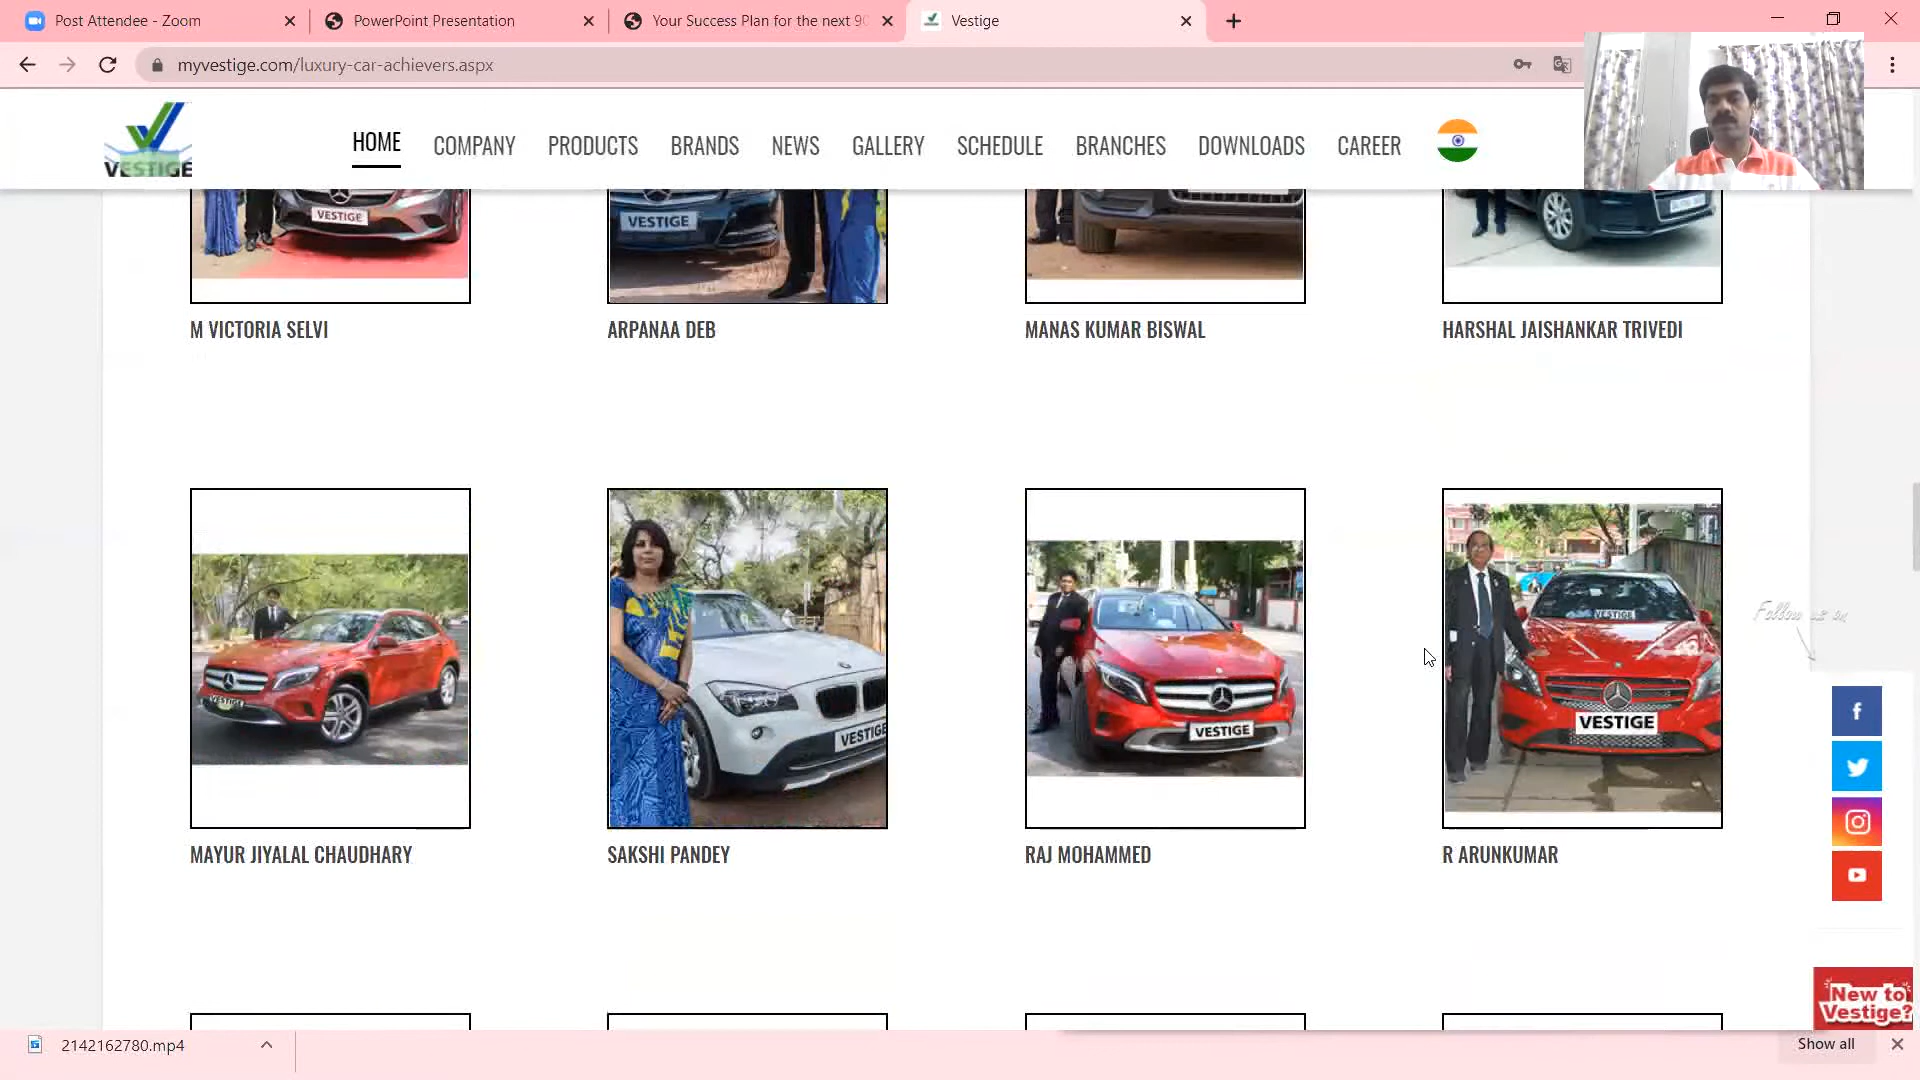 Post Attendee - Zoom
PowerPoint Presentation
Your Success Plan for the next 90
Vestige
myvestige.com/luxury-car-achievers.aspx
VESTIGE
HOME
COMPANY
PRODUCTS
BRANDS
NEWS
GALLERY
SCHEDULE
BRANCHES
DOWNLOADS
CAREER
VESTIGE
VESTIGE
M VICTORIA SELVI
ARPANAA DEB
MANAS KUMAR BISWAL
HARSHAL JAISHANKAR TRIVEDI
VESTIGE
VESTIGE
VESTIGE
VESTIGE
VESTIGE
Follow us on
MAYUR JIYALAL CHAUDHARY
SAKSHI PANDEY
RAJ MOHAMMED
R ARUNKUMAR
New to
Vestige?
2142162780.mp4
Show all